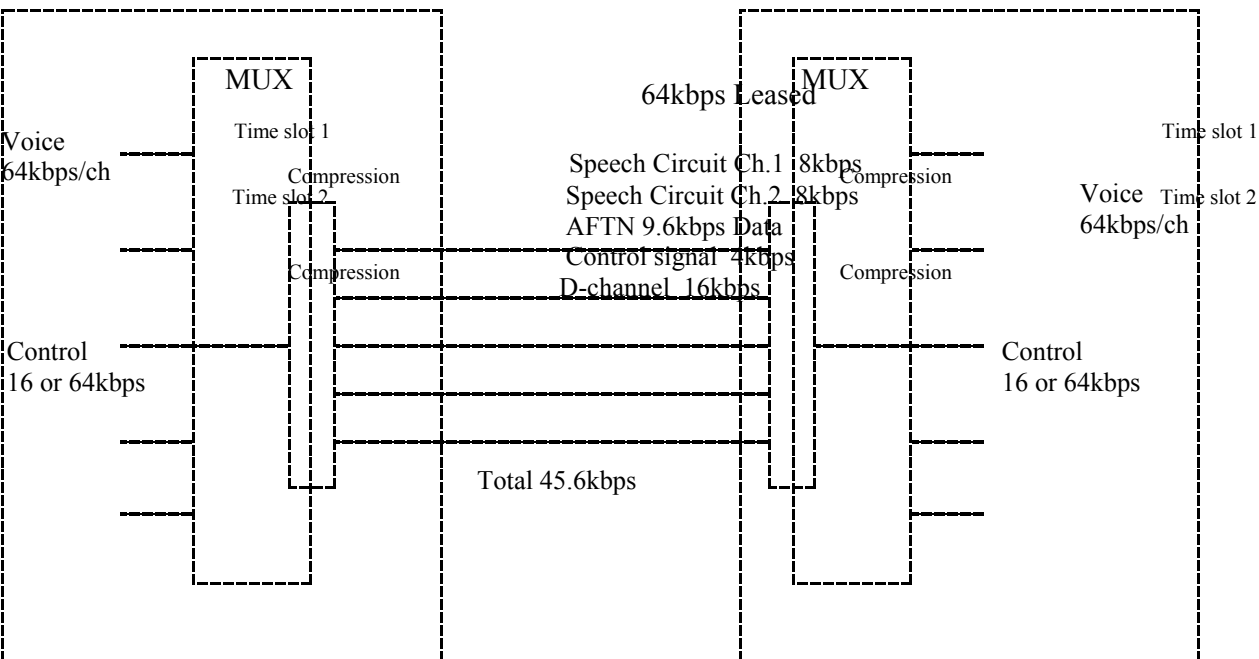 MUX
MUX
64kbps Leased
Time slot 1
Time slot 1
Voice
64kbps/ch
Speech Circuit Ch.1  8kbps
Compression
Compression
Time slot 2
Speech Circuit Ch.2  8kbps
Voice
64kbps/ch
Time slot 2
AFTN 9.6kbps Data
Control signal  4kbps
Compression
Compression
D-channel  16kbps
Control
16 or 64kbps
Control
16 or 64kbps
Total 45.6kbps